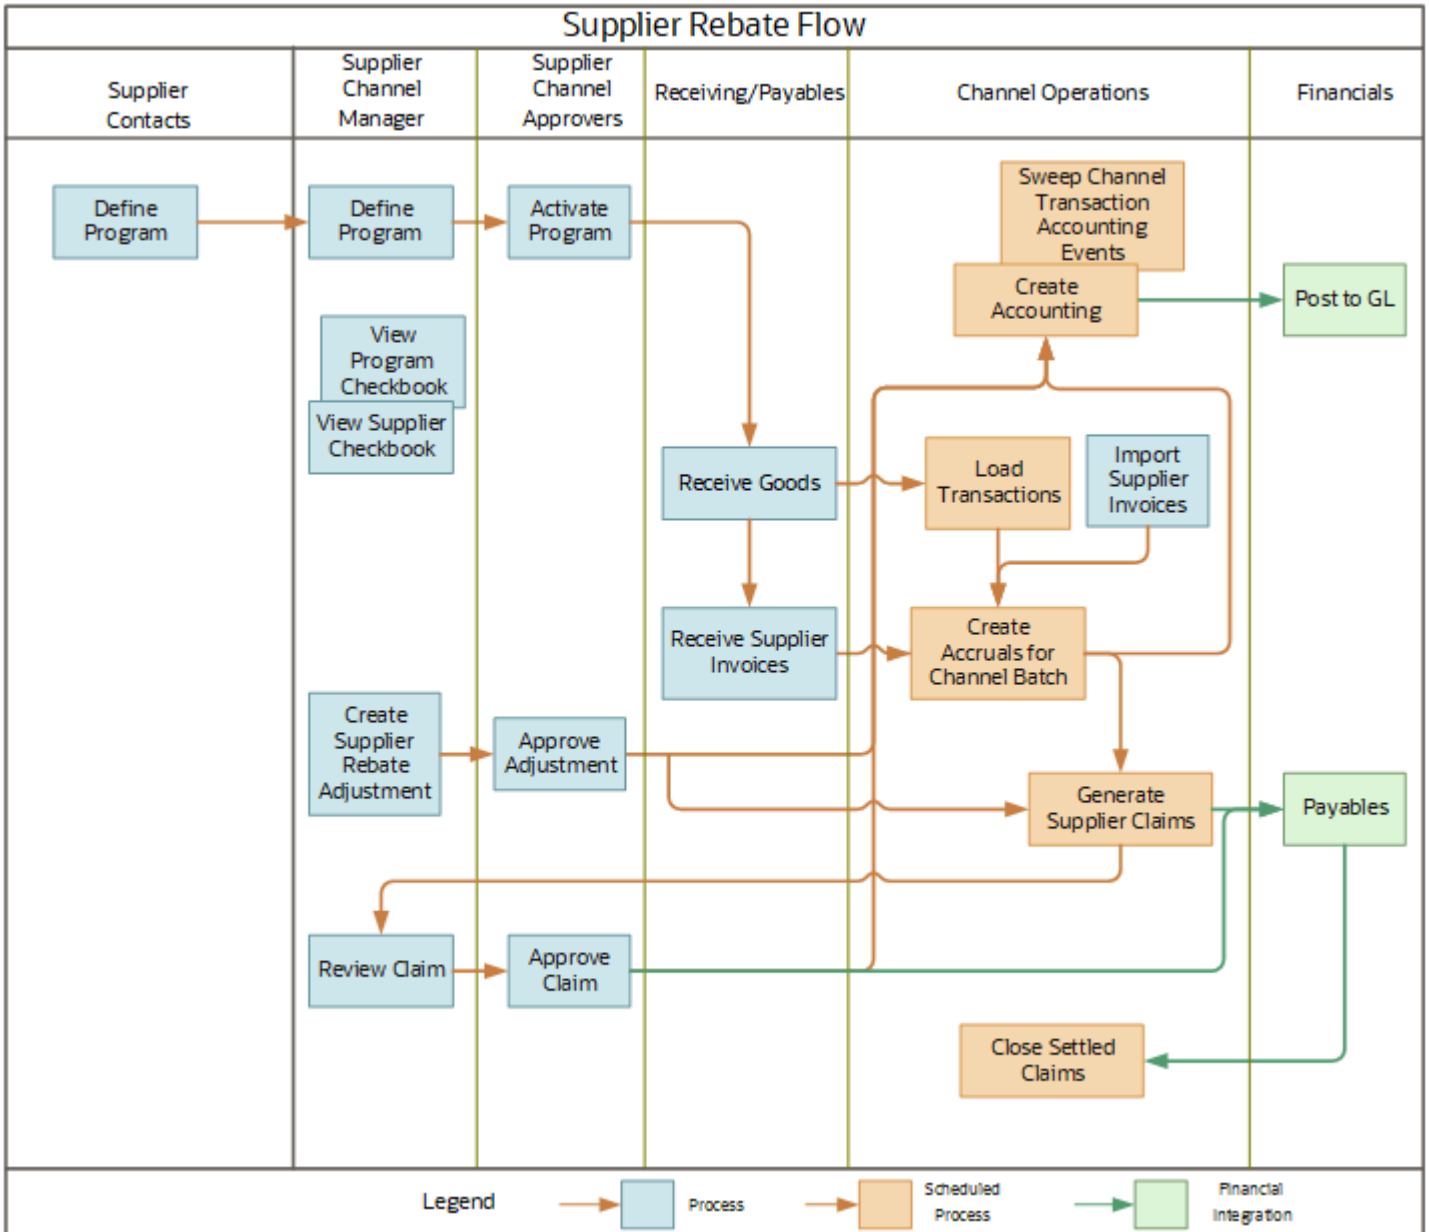 Supplier Rebate Flow
Supplier
Contacts
Supplier
Channel
Manager
Supplier
Channel
Approvers
Receiving/Payables
Channel Operations
Financials
Define
Program
Define
Program
Activate
Program
Sweep Channel
Transaction
Accounting
Events
Create
Accounting
Post to GL
View
Program
Checkbook
View Supplier
Checkbook
Receive Goods
Load
Transactions
Import
Supplier
Invoices
Receive Supplier
Invoices
Create
Accruals for
Channel Batch
Create
Supplier
Rebate
Adjustment
Approve
Adjustment
Generate
Supplier Claims
Payables
Review Claim
Approve
Claim
Close Settled
Claims
Legend
Process
Scheduled
Process
Financial
Integration